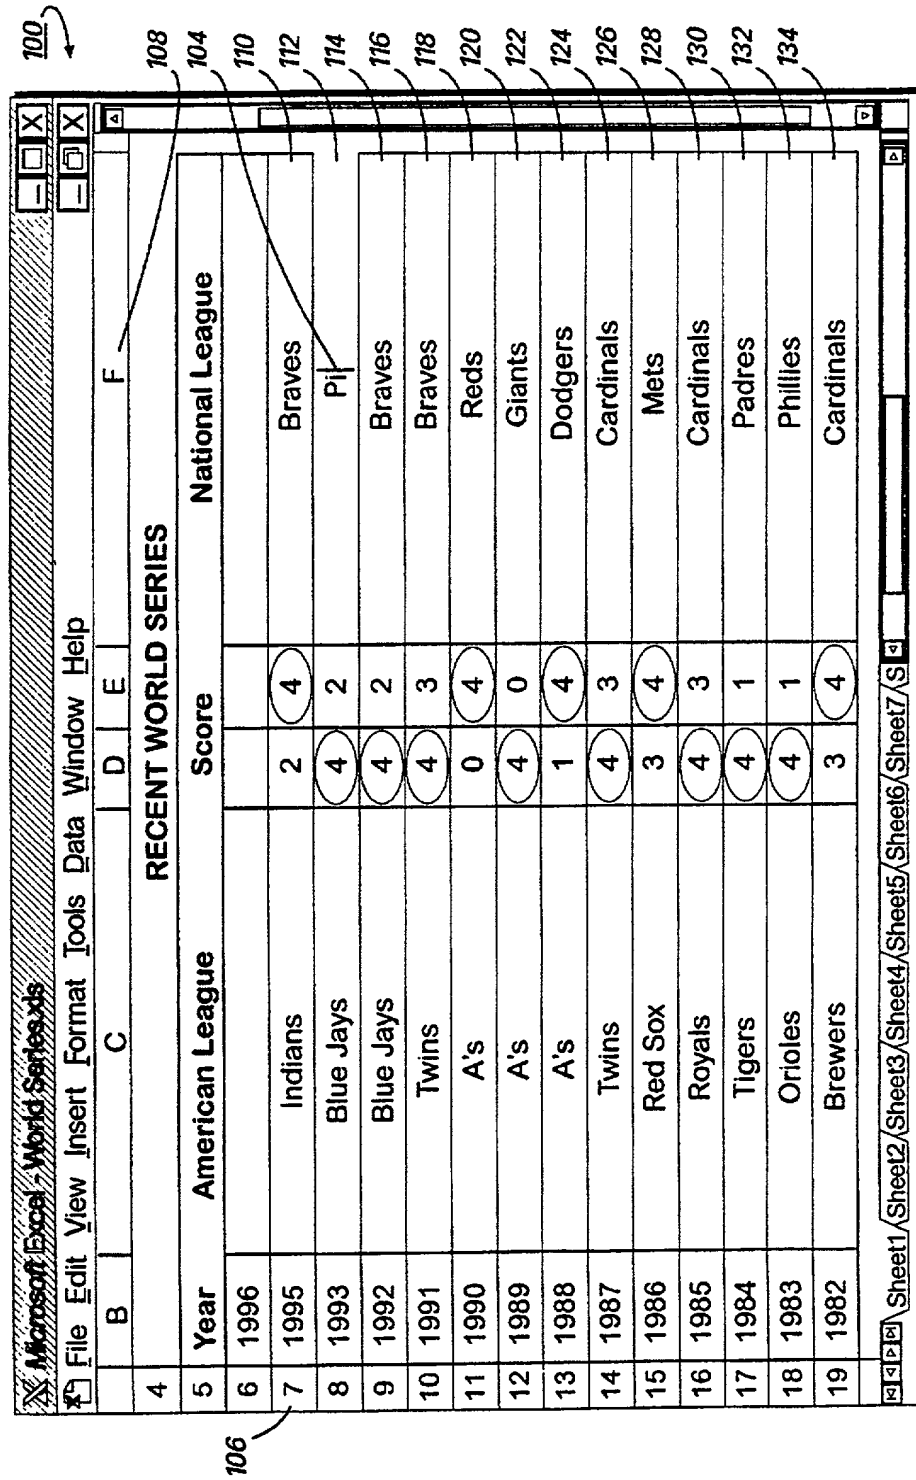 100
Microsoft Excel - World Series.xls
File Edit View Insert Format Tools Data Window Help
B C D E F
4 RECENT WORLD SERIES
5 Year American League Score National League
6 1996
7 1995 Indians 2 4 Braves
8 1993 Blue Jays 4 2 Pi
9 1992 Blue Jays 4 2 Braves
10 1991 Twins 4 3 Braves
11 1990 A's 0 4 Reds
12 1989 A's 4 0 Giants
13 1988 A's 1 4 Dodgers
14 1987 Twins 4 3 Cardinals
15 1986 Red Sox 3 4 Mets
16 1985 Royals 4 3 Cardinals
17 1984 Tigers 4 1 Padres
18 1983 Orioles 4 1 Phillies
19 1982 Brewers 3 4 Cardinals
Sheet1 Sheet2 Sheet3 Sheet4 Sheet5 Sheet6 Sheet7 S
106
108
104
110
112
114
116
118
120
122
124
126
128
130
132
134